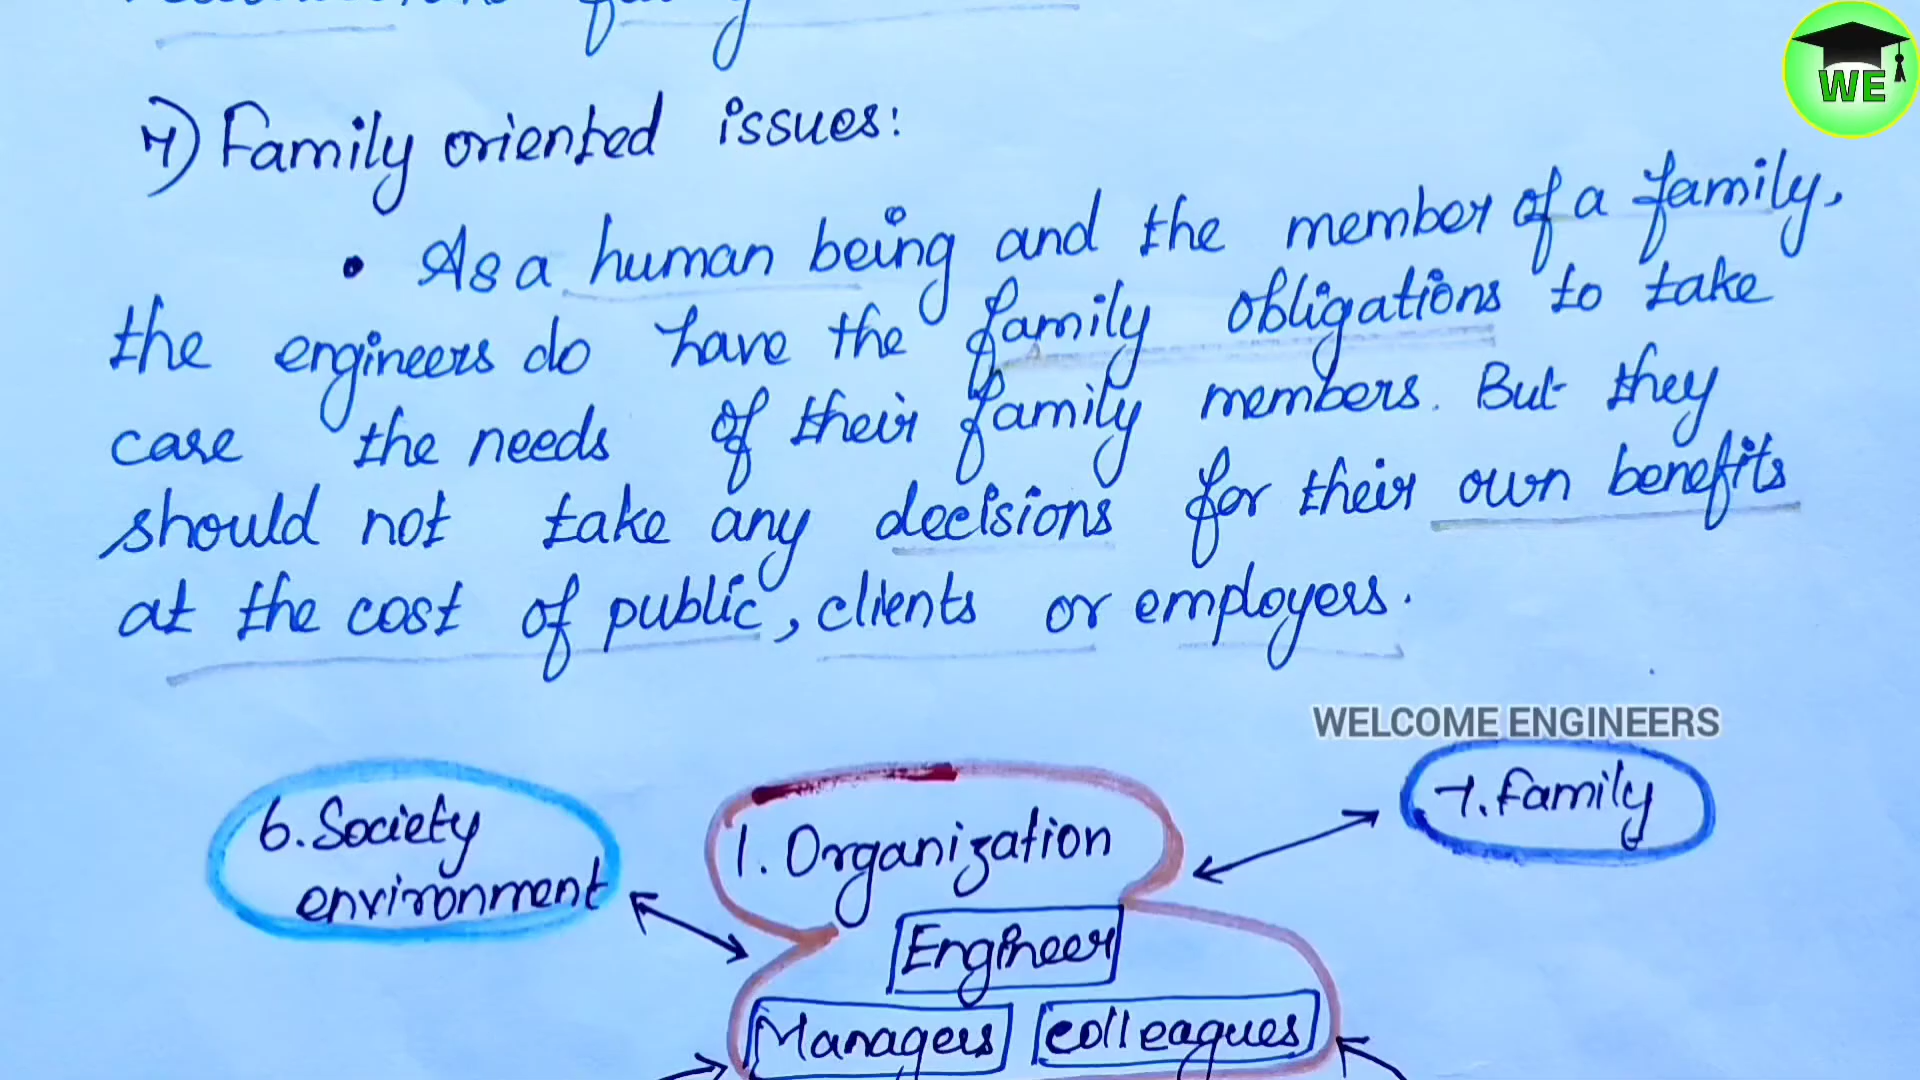 WE
7) Family oriented issues:
• As a human being and the member of a family,
the engineers do have the family obligations to take
case the needs of their family members. But they
should not take any decisions for their own benefits
at the cost of public, clients or employers.
WELCOME ENGINEERS
6. Society
environment
1. Organization
7. Family
Engineer
Managers
colleagues